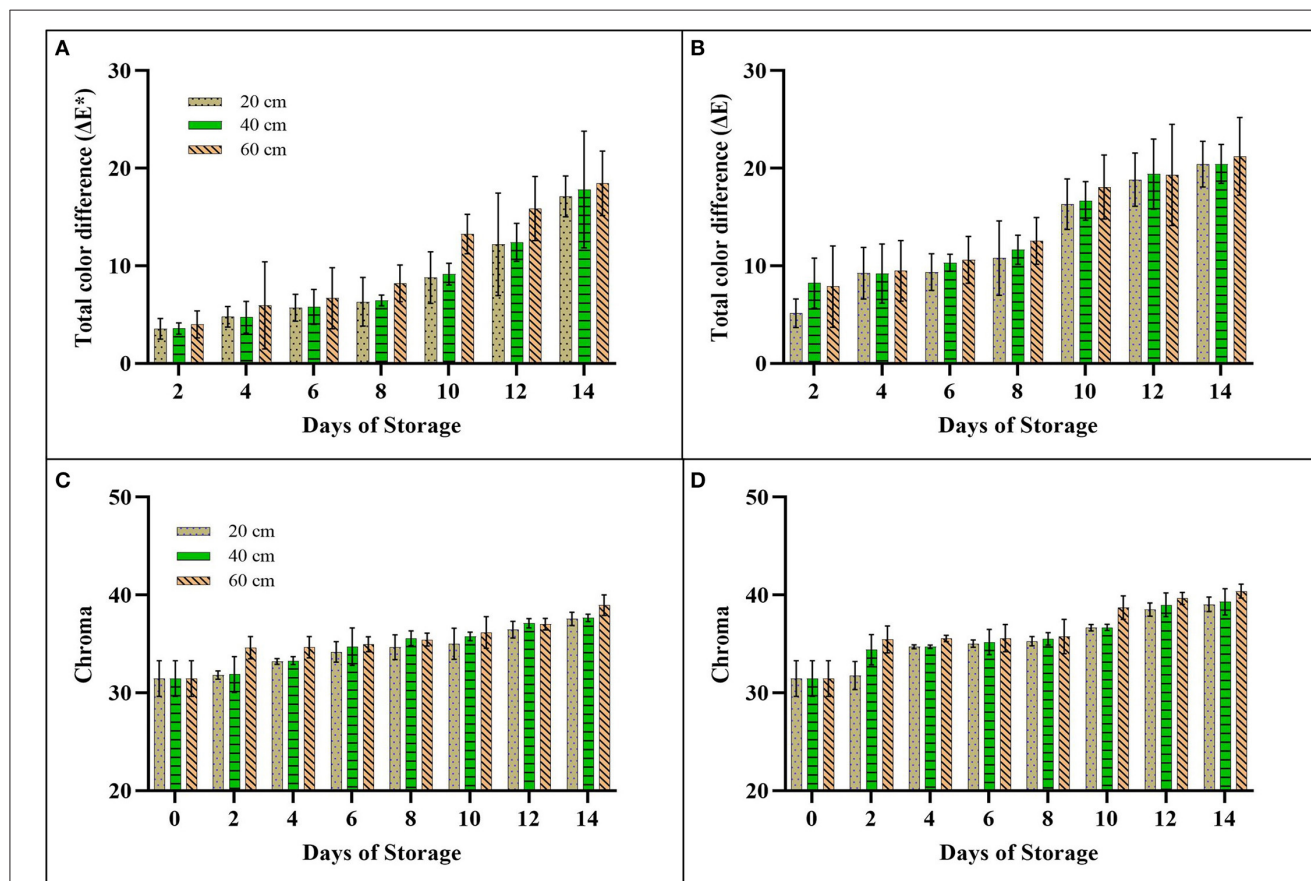 A
Total color difference (ΔE*)
30
20
10
0
20 cm
40 cm
60 cm
2 4 6 8 10 12 14
Days of Storage
B
Total color difference (ΔE)
30
20
10
0
2 4 6 8 10 12 14
Days of Storage
C
Chroma
50
40
30
20
20 cm
40 cm
60 cm
0 2 4 6 8 10 12 14
Days of Storage
D
Chroma
50
40
30
20
0 2 4 6 8 10 12 14
Days of Storage